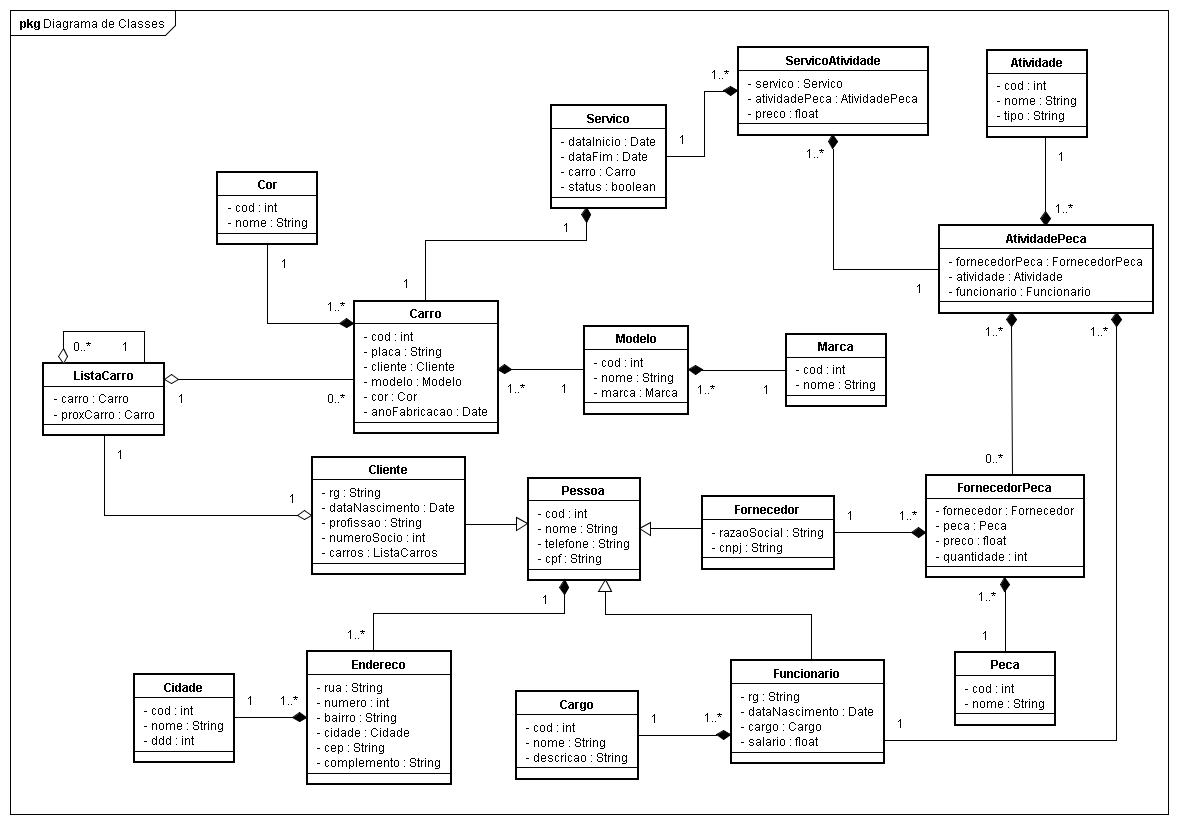 pkg Diagrama de Classes
ServicoAtividade
- servico : Servico
- atividadePeca : AtividadePeca
- preco : float
1..*
1..*
Atividade
- cod : int
- nome : String
- tipo : String
1
1..*
Servico
- dataInicio : Date
- dataFim : Date
- carro : Carro
- status : boolean
1
1
1
Cor
- cod : int
- nome : String
1
1..*
AtividadePeca
- fornecedorPeca : FornecedorPeca
- atividade : Atividade
- funcionario : Funcionario
1
1..*
1..*
0..*
Carro
- cod : int
- placa : String
- cliente : Cliente
- modelo : Modelo
- cor : Cor
- anoFabricacao : Date
1..*
1
Modelo
- cod : int
- nome : String
- marca : Marca
1..*
1
Marca
- cod : int
- nome : String
0..*
1
ListaCarro
- carro : Carro
- proxCarro : Carro
1
0..*
1
1
Cliente
- rg : String
- dataNascimento : Date
- profissao : String
- numeroSocio : int
- carros : ListaCarros
Pessoa
- cod : int
- nome : String
- telefone : String
- cpf : String
1
1..*
Fornecedor
- razaoSocial : String
- cnpj : String
1
1..*
FornecedorPeca
- fornecedor : Fornecedor
- peca : Peca
- preco : float
- quantidade : int
1..*
1
Peca
- cod : int
- nome : String
Cidade
- cod : int
- nome : String
- ddd : int
1
1..*
Endereco
- rua : String
- numero : int
- bairro : String
- cidade : Cidade
- cep : String
- complemento : String
Cargo
- cod : int
- nome : String
- descricao : String
1
1..*
Funcionario
- rg : String
- dataNascimento : Date
- cargo : Cargo
- salario : float
1